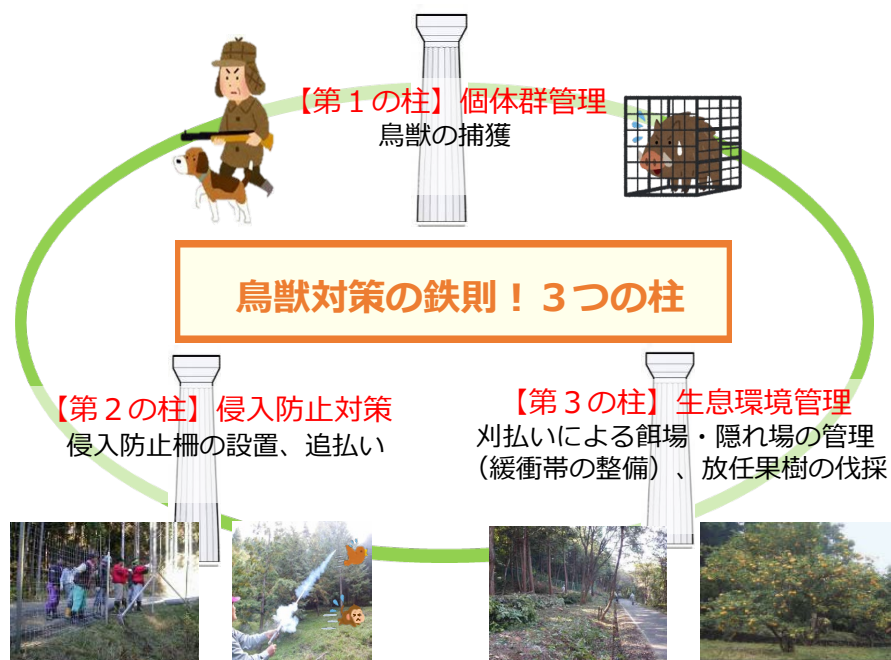 【第１の柱】個体群管理
鳥獣の捕獲
鳥獣対策の鉄則！３つの柱
【第２の柱】侵入防止対策
侵入防止柵の設置、追払い
【第３の柱】生息環境管理
刈払いによる餌場・隠れ場の管理
（緩衝帯の整備）、放任果樹の伐採